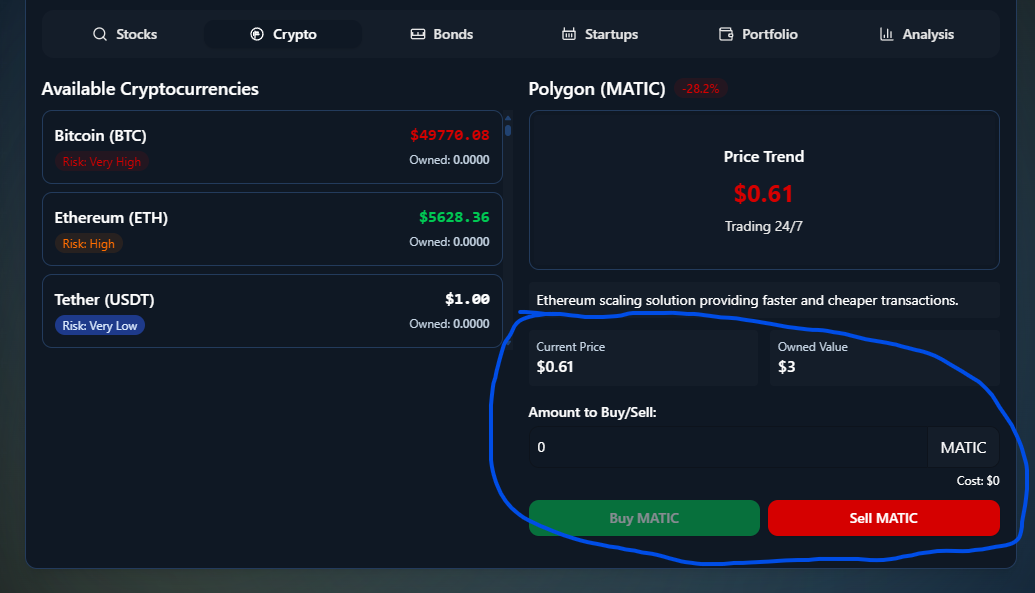 Stocks Crypto Bonds Startups Portfolio Analysis
Available Cryptocurrencies
Bitcoin (BTC) $49770.08
Risk: Very High Owned: 0.0000
Ethereum (ETH) $5628.36
Risk: High Owned: 0.0000
Tether (USDT) $1.00
Risk: Very Low Owned: 0.0000
Polygon (MATIC) -28.2%
Price Trend
$0.61
Trading 24/7
Ethereum scaling solution providing faster and cheaper transactions.
Current Price Owned Value
$0.61 $3
Amount to Buy/Sell:
0 MATIC
Cost: $0
Buy MATIC Sell MATIC